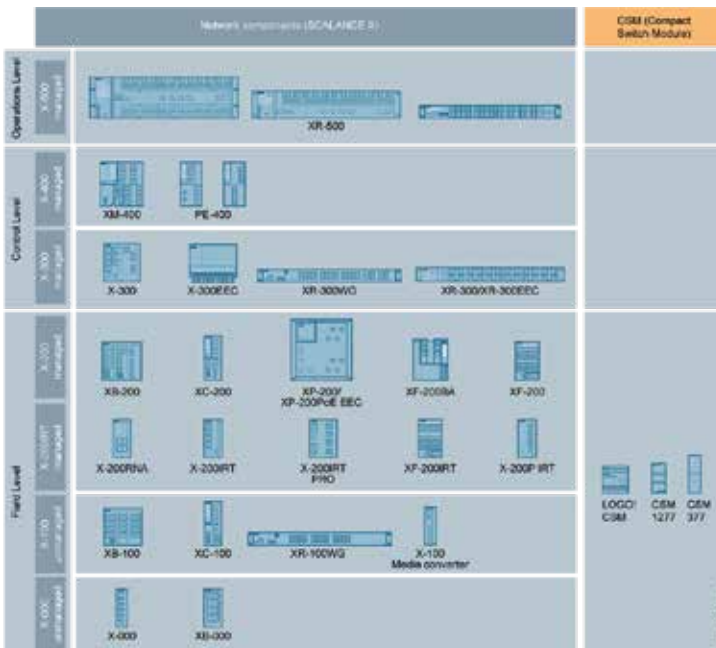 Network components (SCALANCE X)
CSM (Compact
Switch Module)
Operations Level
X-500
managed
XR-500
Control Level
X-400
managed
XM-400
PE-400
X-300
managed
X-300
X-300EEC
XR-300WG
XR-300/XR-300EEC
Field Level
X-200
managed
XB-200
XC-200
XP-200/
XP-200PoE EEC
XF-200BA
XF-200
X-200IRT
managed
X-200RNA
X-200IRT
X-200IRT
PRO
XF-200IRT
X-200P IRT
LOGO!
CSM
CSM
1277
CSM
377
X-100
unmanaged
XB-100
XC-100
XR-100WG
X-100
Media converter
X-000
unmanaged
X-000
XB-000